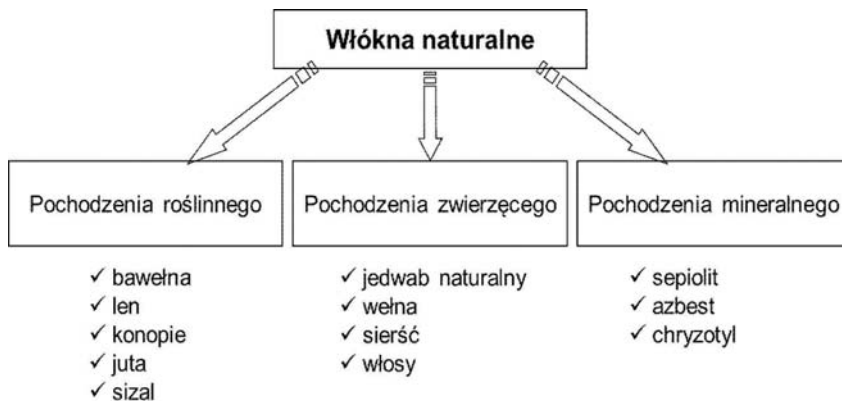 Włókna naturalne
Pochodzenia roślinnego
Pochodzenia zwierzęcego
Pochodzenia mineralnego
✓ bawełna
✓ len
✓ konopie
✓ juta
✓ sizal
✓ jedwab naturalny
✓ wełna
✓ sierść
✓ włosy
✓ sepiolit
✓ azbest
✓ chryzotyl